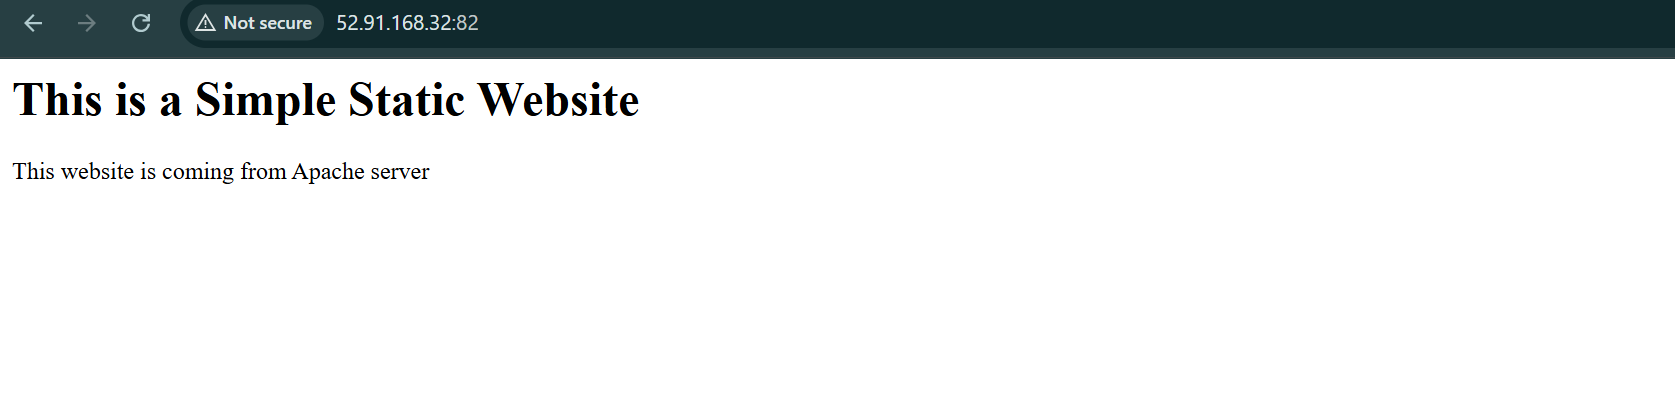 Not secure 52.91.168.32:82
This is a Simple Static Website
This website is coming from Apache server